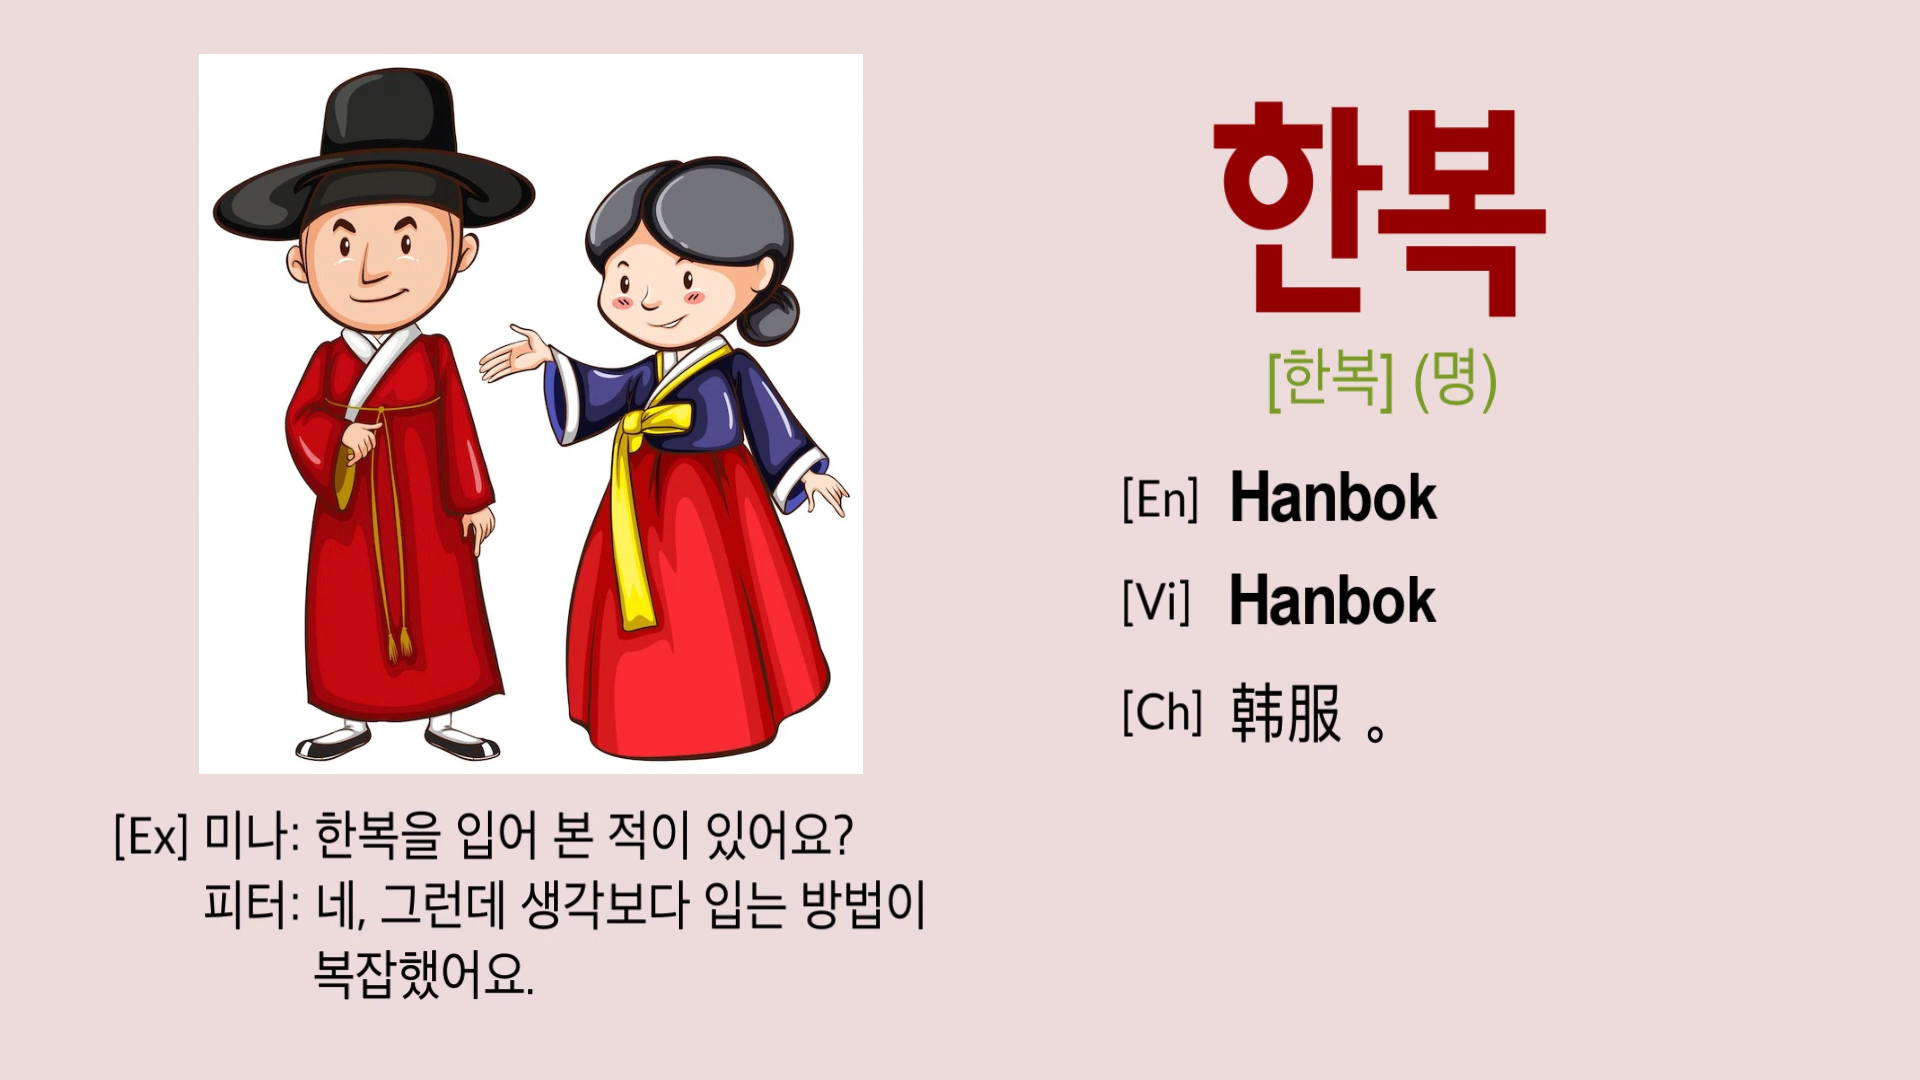 한복
[한복] (명)
[En] Hanbok
[Vi] Hanbok
[Ch] 韩服 。
[Ex] 미나: 한복을 입어 본 적이 있어요?
피터: 네, 그런데 생각보다 입는 방법이
복잡했어요.